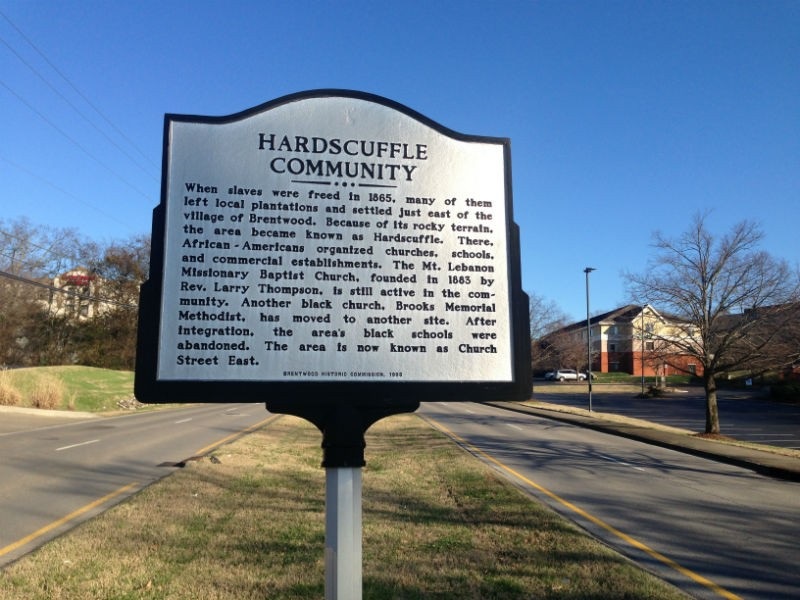 HARDSCUFFLE
COMMUNITY
When slaves were freed in 1865, many of them
left local plantations and settled just east of the
village of Brentwood. Because of its rocky terrain,
the area became known as Hardscuffle. There,
African-Americans organized churches, schools,
and commercial establishments. The Mt. Lebanon
Missionary Baptist Church, founded in 1883 by
Rev. Larry Thompson, is still active in the com-
munity. Another black church, Brooks Memorial
Methodist, has moved to another site. After
integration, the area's black schools were
abandoned. The area is now known as Church
Street East.
BRENTWOOD HISTORIC COMMISSION,